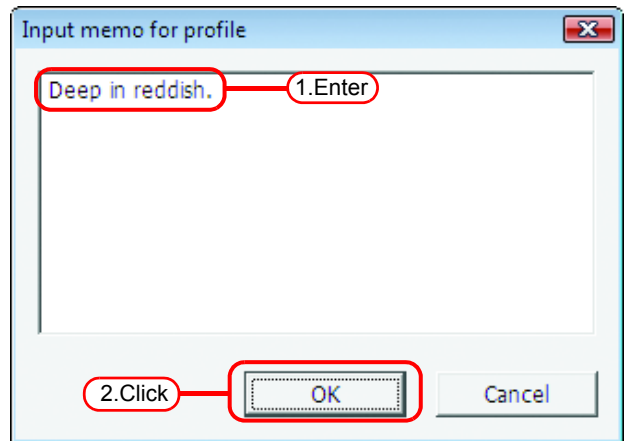 Input memo for profile
Deep in reddish.
1.Enter
2.Click
OK
Cancel